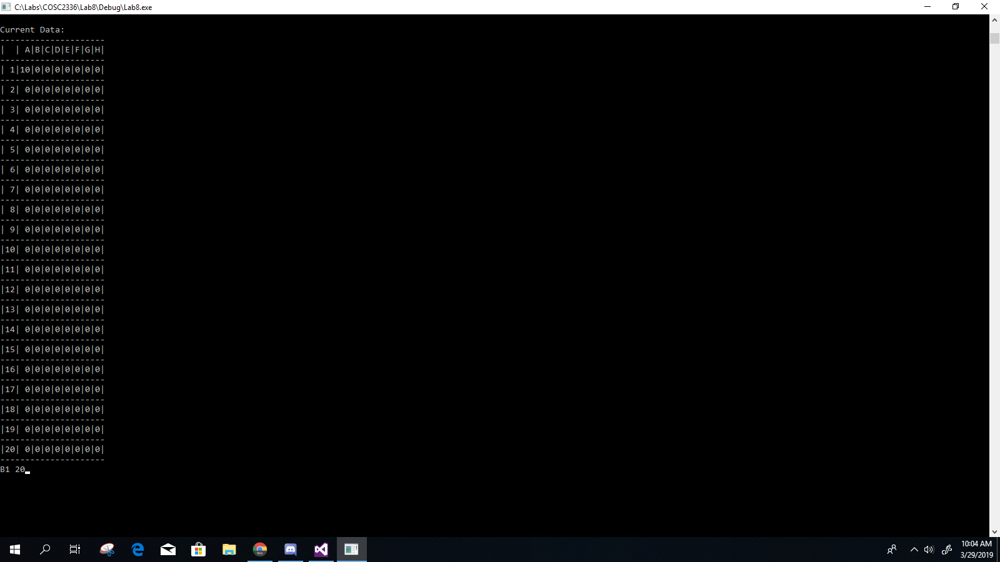 C:\Labs\COSC2336\Lab8\Debug\Lab8.exe
Current Data:
---------------------
|  | A|B|C|D|E|F|G|H|
---------------------
| 1|10|0|0|0|0|0|0|0|
---------------------
| 2| 0|0|0|0|0|0|0|0|
---------------------
| 3| 0|0|0|0|0|0|0|0|
---------------------
| 4| 0|0|0|0|0|0|0|0|
---------------------
| 5| 0|0|0|0|0|0|0|0|
---------------------
| 6| 0|0|0|0|0|0|0|0|
---------------------
| 7| 0|0|0|0|0|0|0|0|
---------------------
| 8| 0|0|0|0|0|0|0|0|
---------------------
| 9| 0|0|0|0|0|0|0|0|
---------------------
|10| 0|0|0|0|0|0|0|0|
---------------------
|11| 0|0|0|0|0|0|0|0|
---------------------
|12| 0|0|0|0|0|0|0|0|
---------------------
|13| 0|0|0|0|0|0|0|0|
---------------------
|14| 0|0|0|0|0|0|0|0|
---------------------
|15| 0|0|0|0|0|0|0|0|
---------------------
|16| 0|0|0|0|0|0|0|0|
---------------------
|17| 0|0|0|0|0|0|0|0|
---------------------
|18| 0|0|0|0|0|0|0|0|
---------------------
|19| 0|0|0|0|0|0|0|0|
---------------------
|20| 0|0|0|0|0|0|0|0|
---------------------
B1 20
10:04 AM
3/29/2019